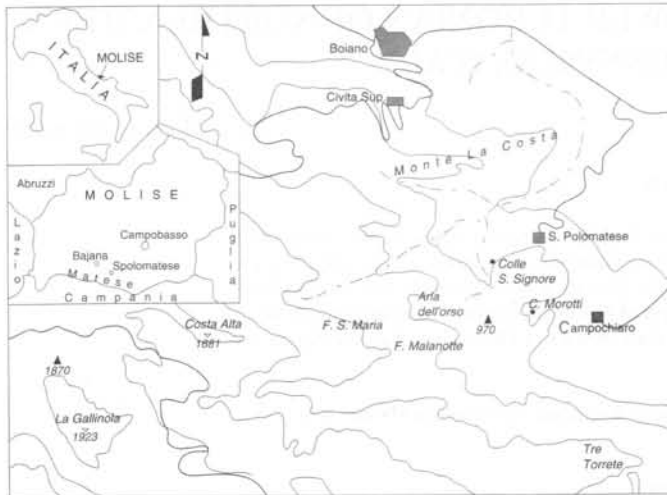 ITALIA
MOLISE
N
Boiano
Civita Sup.
Monte La Costa
Abruzzi
MOLISE
Lazio
Puglia
Campobasso
Bajana
Spolomatese
Matese
Campania
S. Polomatese
Colle
S. Signore
C. Morotti
Campochiaro
Costa Alta
1881
F. S. Maria
Aria
dell'orso
970
F. Malanotte
1870
La Gallinola
1923
Tre
Torrete